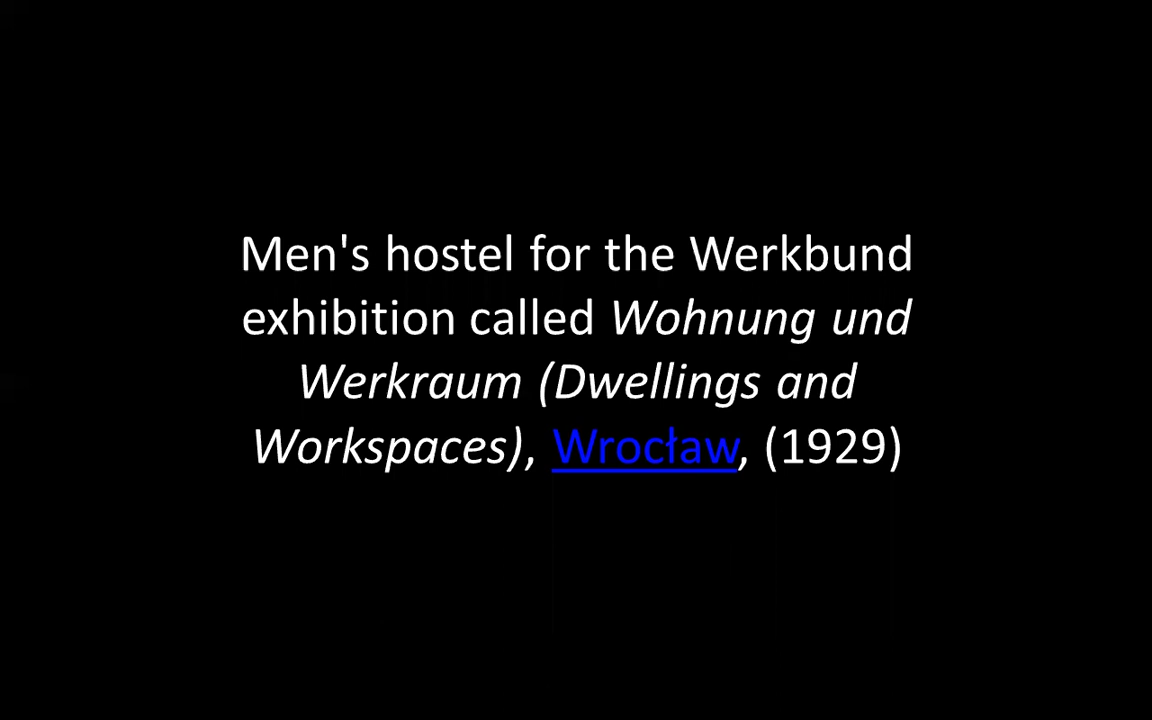 Men's hostel for the Werkbund
exhibition called Wohnung und
Werkraum (Dwellings and
Workspaces), Wrocław, (1929)